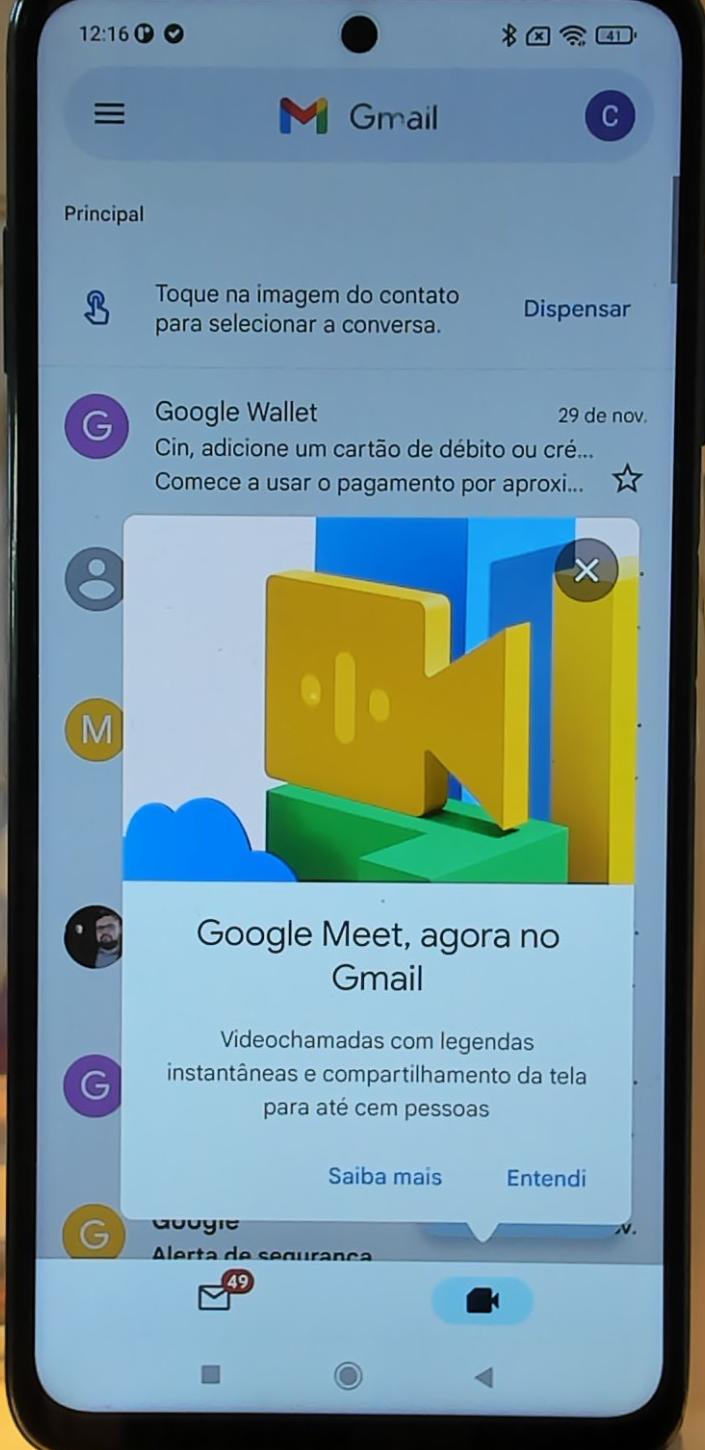 12:16
41
Gmail
C
Principal
Toque na imagem do contato
para selecionar a conversa.
Dispensar
G
Google Wallet
29 de nov.
Cin, adicione um cartão de débito ou cré...
Comece a usar o pagamento por aproxi...
M
Google Meet, agora no
Gmail
Videochamadas com legendas
instantâneas e compartilhamento da tela
para até cem pessoas
G
Saiba mais
Entendi
G
Google
v.
Alerta de segurança
49